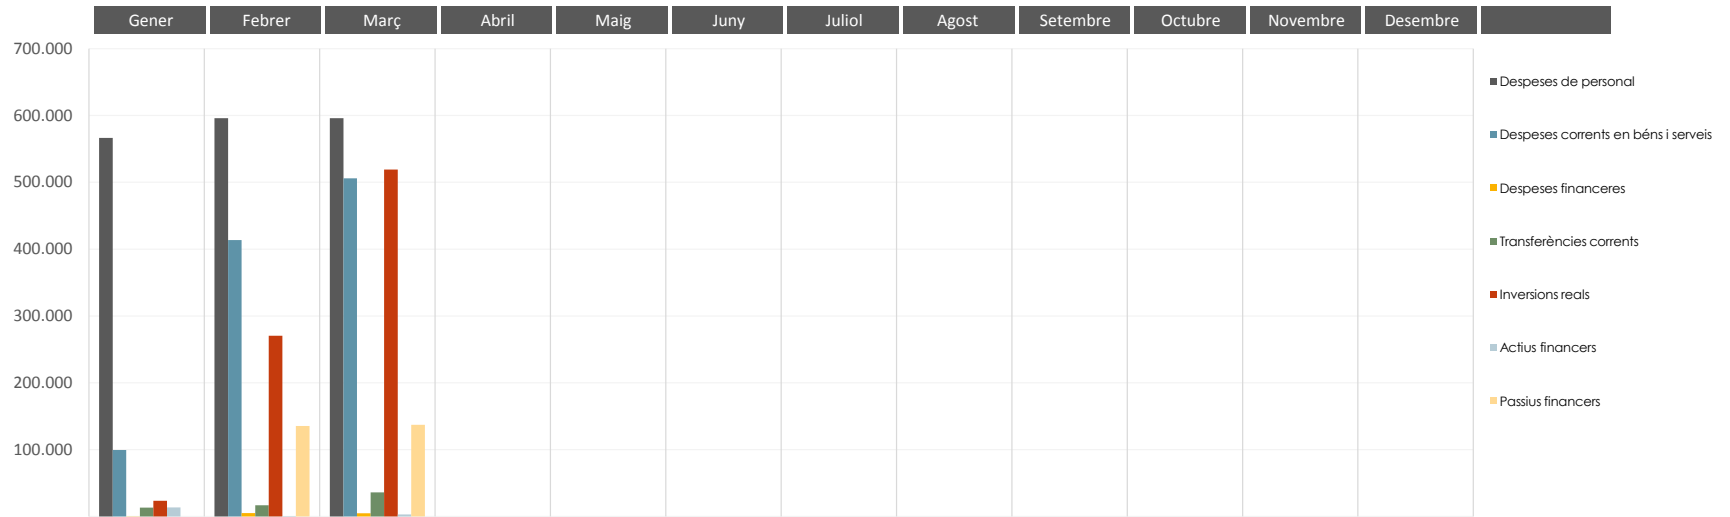 Gener Febrer Març Abril Maig Juny Juliol Agost Setembre Octubre Novembre Desembre
700.000
600.000
500.000
400.000
300.000
200.000
100.000
Despeses de personal
Despeses corrents en béns i serveis
Despeses financeres
Transferències corrents
Inversions reals
Actius financers
Passius financers